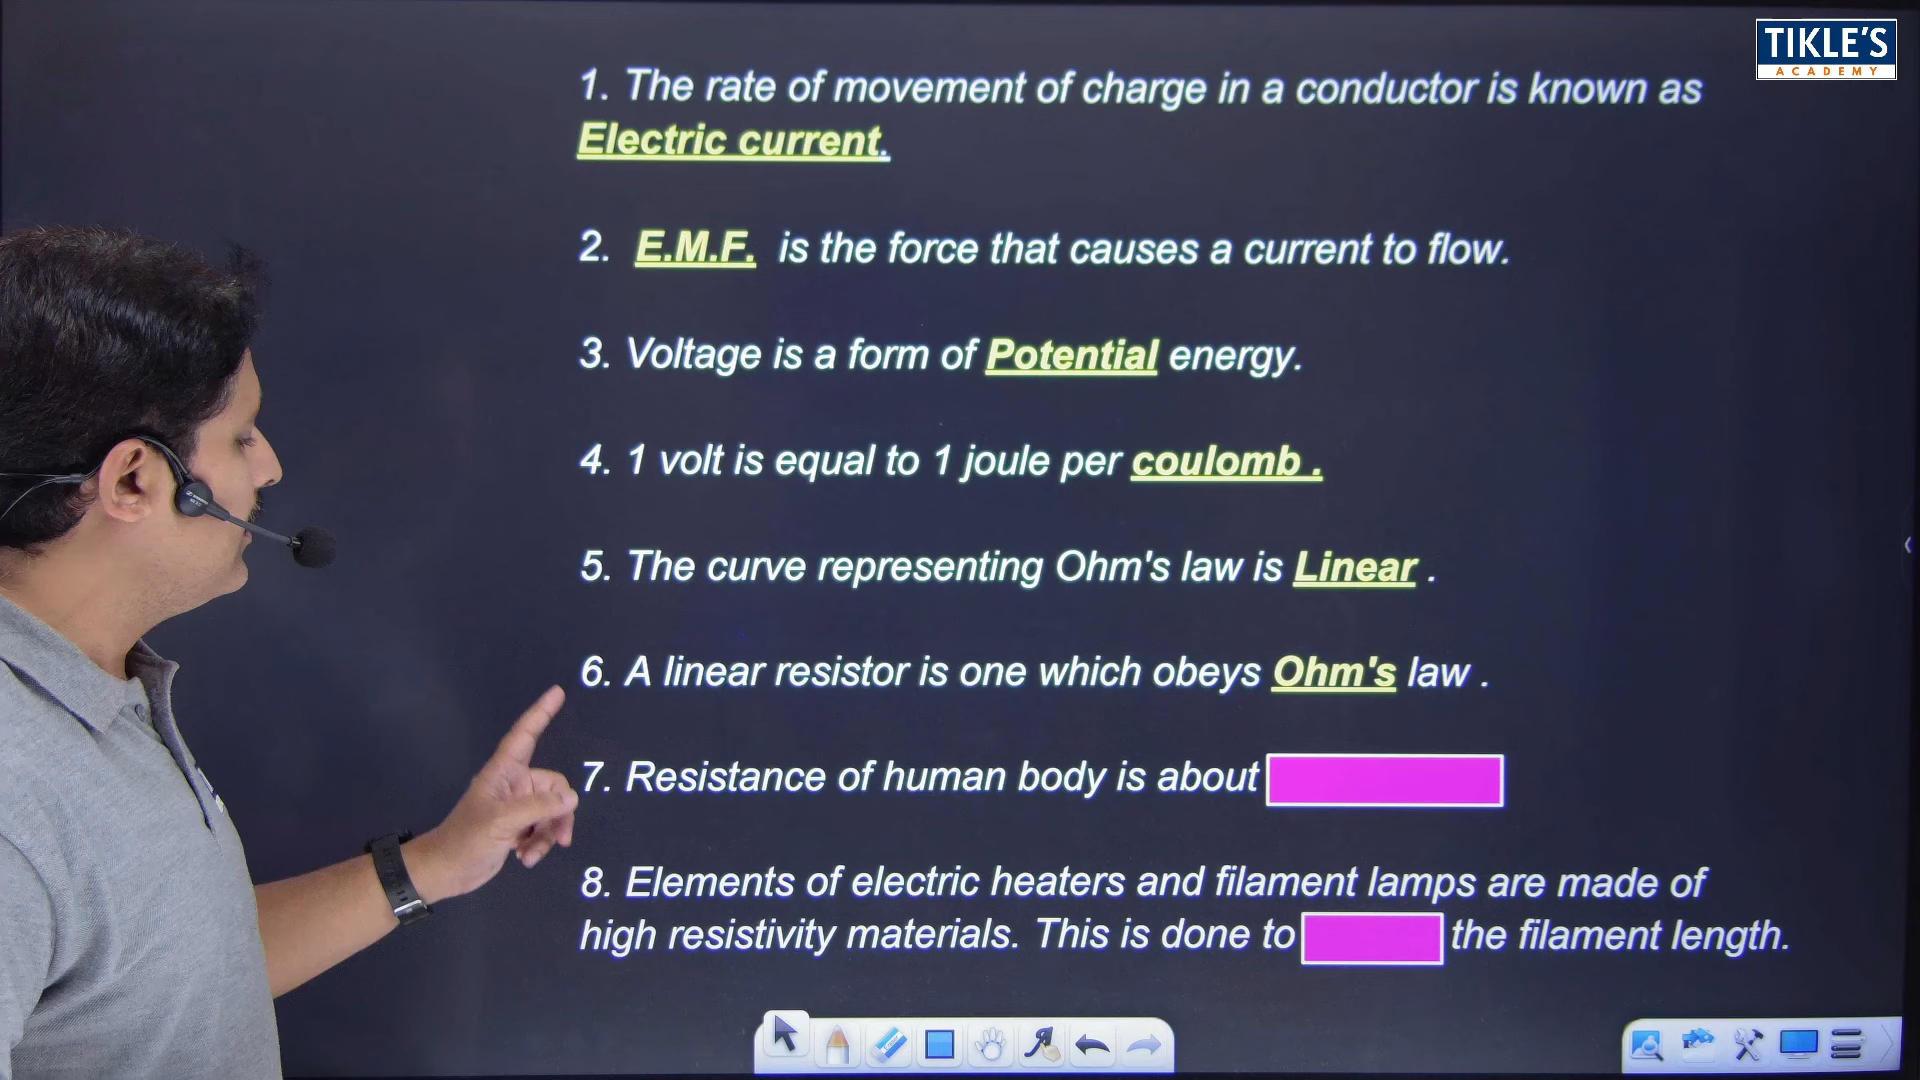 TIKLE'S
ACADEMY
1. The rate of movement of charge in a conductor is known as
Electric current.
2. E.M.F. is the force that causes a current to flow.
3. Voltage is a form of Potential energy.
4. 1 volt is equal to 1 joule per coulomb .
5. The curve representing Ohm's law is Linear .
6. A linear resistor is one which obeys Ohm's law .
7. Resistance of human body is about
8. Elements of electric heaters and filament lamps are made of
high resistivity materials. This is done to the filament length.